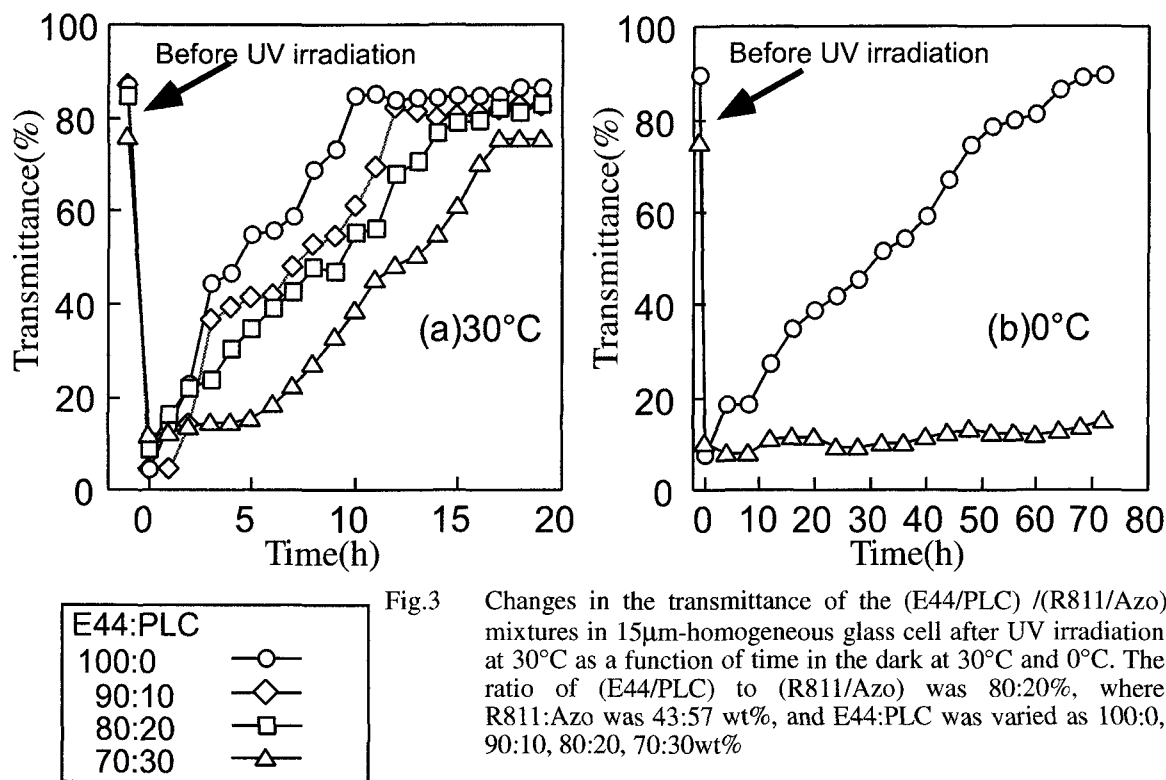 100
80
60
40
20
0
Transmittance(%)
Before UV irradiation
(a)30°C
0 5 10 15 20
Time(h)
100
80
60
40
20
0
Transmittance(%)
Before UV irradiation
(b)0°C
0 10 20 30 40 50 60 70 80
Time(h)
E44:PLC
100:0
90:10
80:20
70:30
Fig.3 Changes in the transmittance of the (E44/PLC) /(R811/Azo)
mixtures in 15μm-homogeneous glass cell after UV irradiation
at 30°C as a function of time in the dark at 30°C and 0°C. The
ratio of (E44/PLC) to (R811/Azo) was 80:20%, where
R811:Azo was 43:57 wt%, and E44:PLC was varied as 100:0,
90:10, 80:20, 70:30wt%